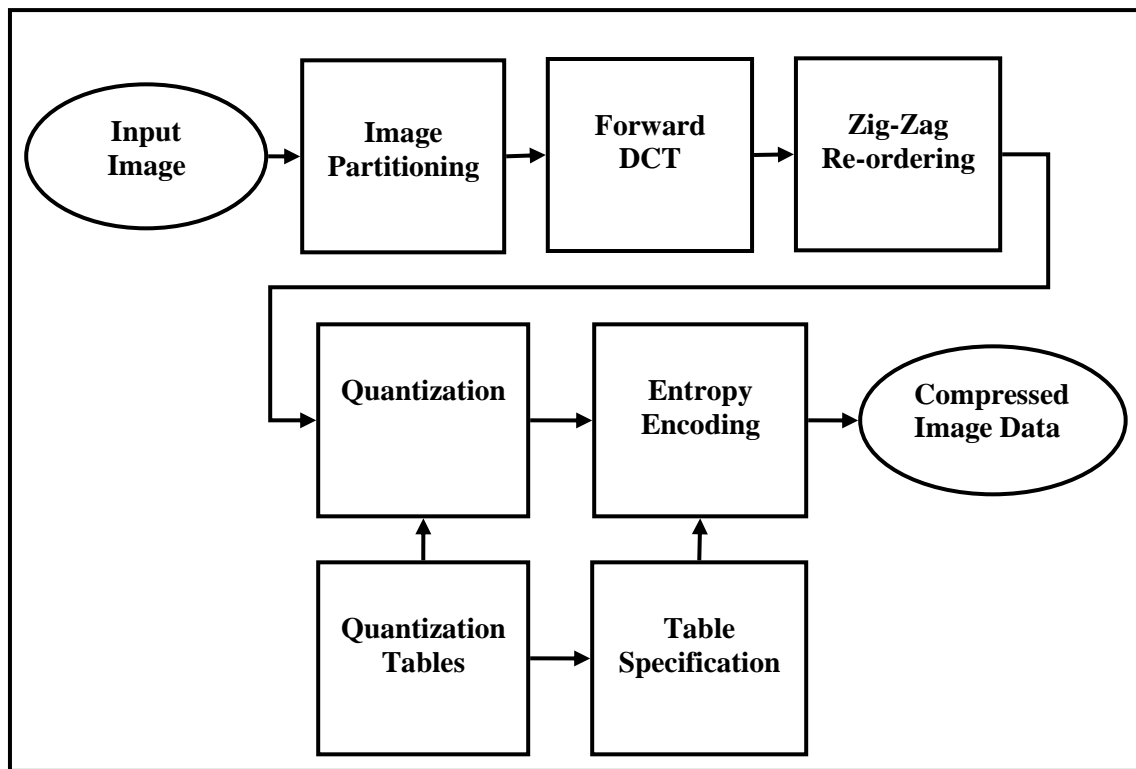 Input
Image
Image
Partitioning
Forward
DCT
Zig-Zag
Re-ordering
Quantization
Entropy
Encoding
Compressed
Image Data
Quantization
Tables
Table
Specification